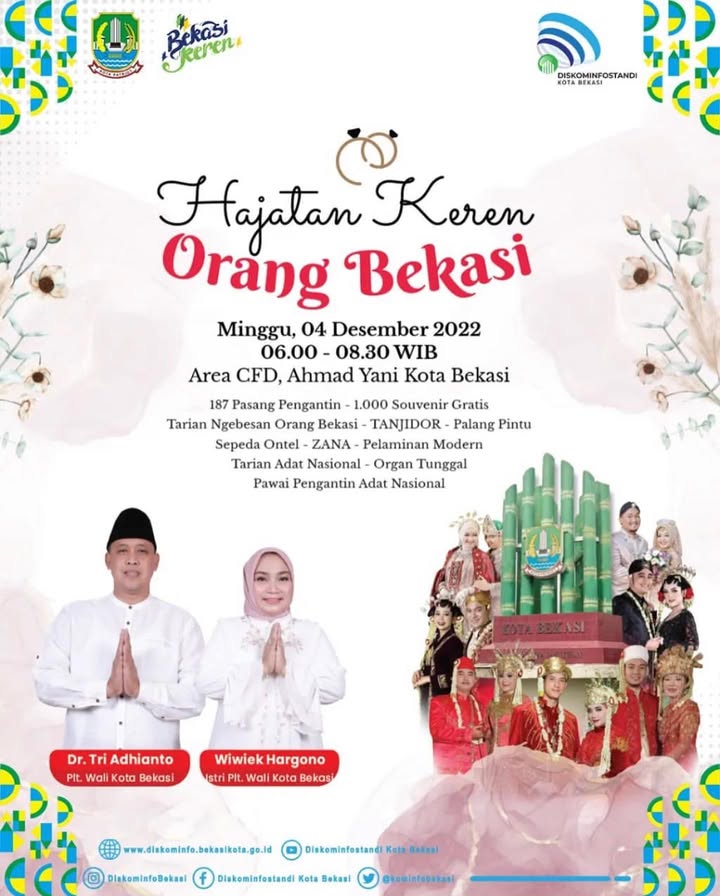 KOTA PATRIOT
Bekasi
Keren
DISKOMINFOSTANDI
KOTA BEKASI
Hajatan Keren
Orang Bekasi
Minggu, 04 Desember 2022
06.00 - 08.30 WIB
Area CFD, Ahmad Yani Kota Bekasi
187 Pasang Pengantin - 1.000 Souvenir Gratis
Tarian Ngebesan Orang Bekasi - TANJIDOR - Palang Pintu
Sepeda Ontel - ZANA - Pelaminan Modern
Tarian Adat Nasional - Organ Tunggal
Pawai Pengantin Adat Nasional
KOTA BEKASI
Dr. Tri Adhianto
Plt. Wali Kota Bekasi
Wiwiek Hargono
Istri Plt. Wali Kota Bekasi
www.diskominfo.bekasikota.go.id
Diskominfostandi Kota Bekasi
DiskominfoBekasi
Diskominfostandi Kota Bekasi
@kominfobekasi